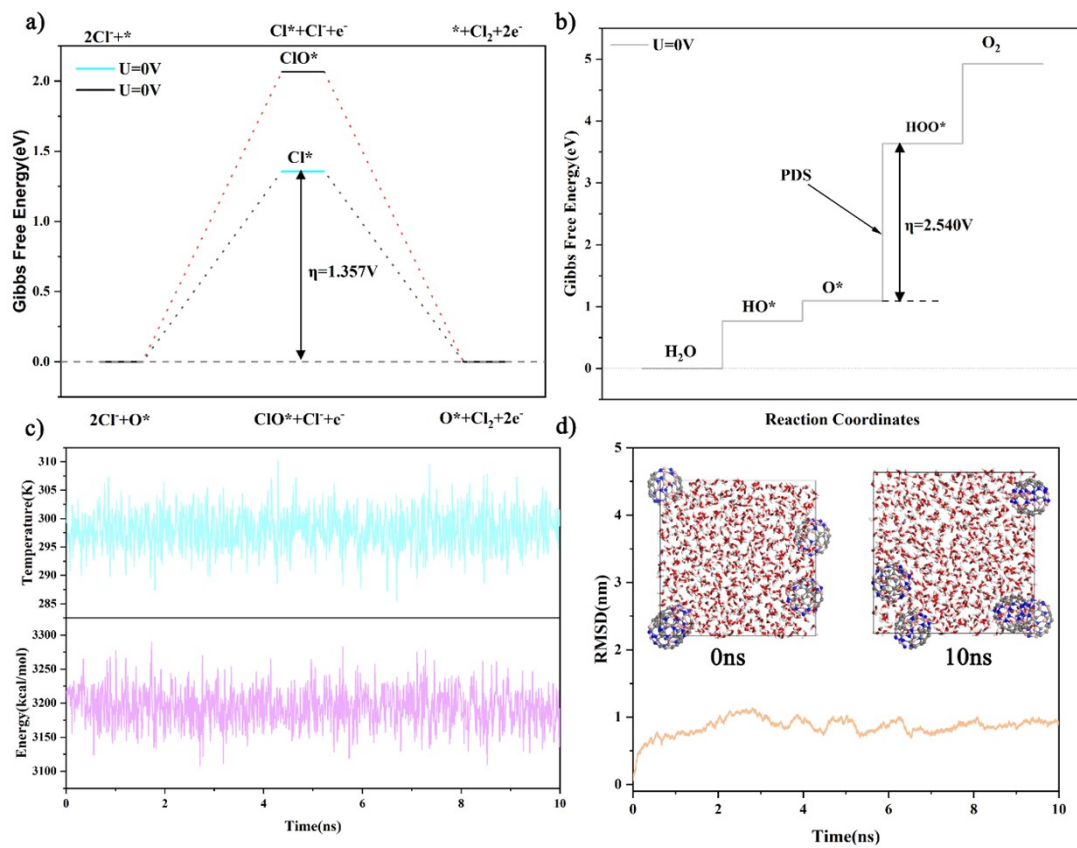 a)
2Cl⁻+*
Cl*+Cl⁻+e⁻
*+Cl₂+2e⁻
U=0V
U=0V
ClO*
Cl*
η=1.357V
2.0
1.5
1.0
0.5
0.0
Gibbs Free Energy(eV)
2Cl⁻+O*
ClO*+Cl⁻+e⁻
O*+Cl₂+2e⁻
b)
U=0V
O₂
HOO*
PDS
η=2.540V
O*
HO*
H₂O
5
4
3
2
1
0
Gibbs Free Energy(eV)
Reaction Coordinates
c)
310
305
300
295
290
285
Temperature(K)
3300
3250
3200
3150
3100
Energy(kcal/mol)
0 2 4 6 8 10
Time(ns)
d)
5
4
3
2
1
0
RMSD(nm)
0ns
10ns
0 2 4 6 8 10
Time(ns)